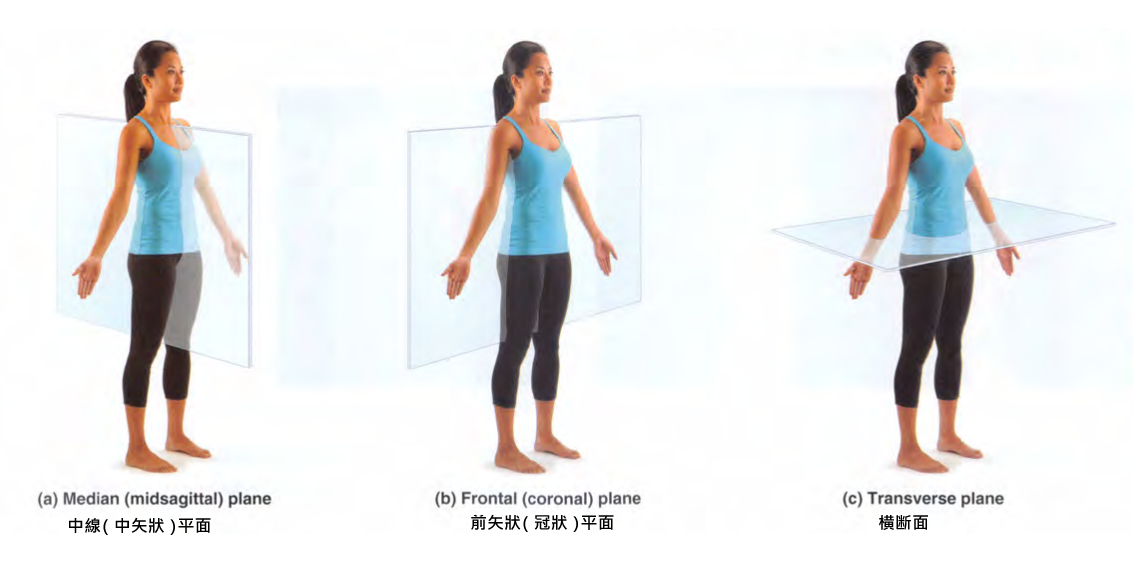 (a) Median (midsagittal) plane
中線( 中矢狀 )平面
(b) Frontal (coronal) plane
前矢狀( 冠狀 )平面
(c) Transverse plane
橫断面